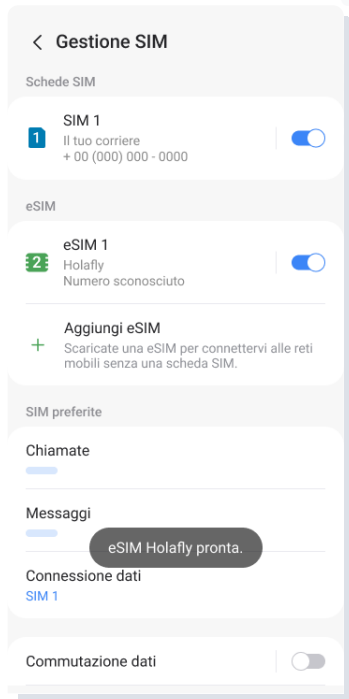 Gestione SIM
Schede SIM
1
SIM 1
Il tuo corriere
+ 00 (000) 000 - 0000
eSIM
2
eSIM 1
Holafly
Numero sconosciuto
Aggiungi eSIM
Scaricate una eSIM per connettervi alle reti
mobili senza una scheda SIM.
SIM preferite
Chiamate
Messaggi
eSIM Holafly pronta.
Connessione dati
SIM 1
Commutazione dati